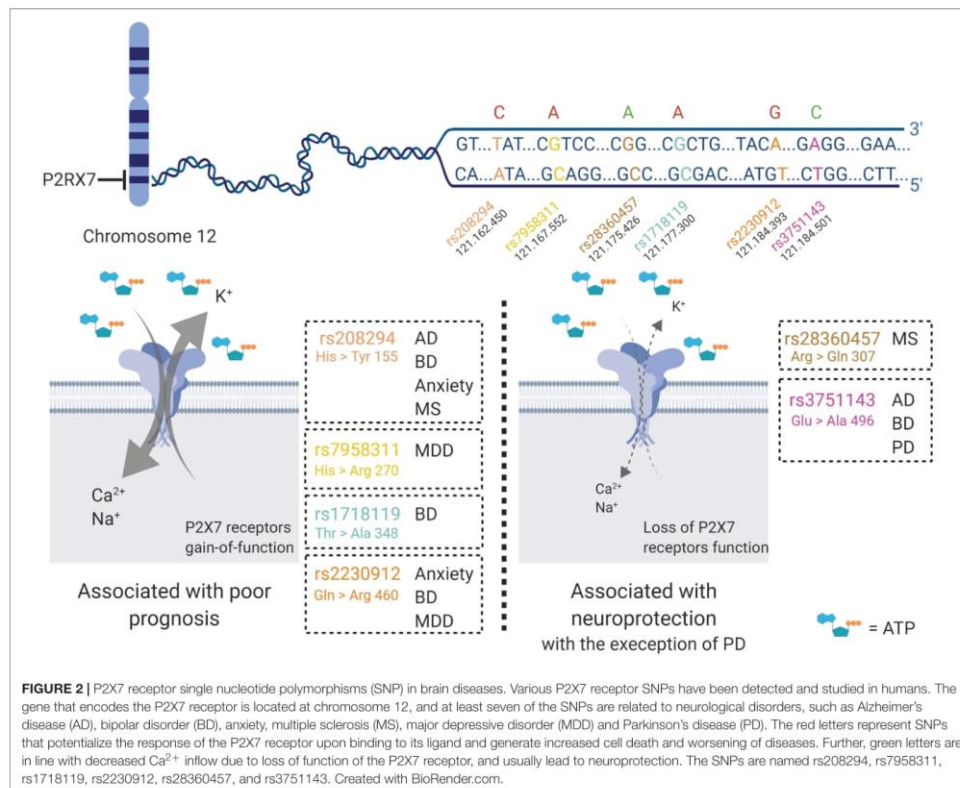 C A A A G C
GT...TAT...CGTCC...CGG...CGCTG...TACA...GAGG...GAA... 3'
CA...ATA...GCAGG...GCC...GCGAC...ATGT...CTGG...CTT... 5'
P2RX7
Chromosome 12
rs208294
121.162.450
rs7958311
121.167.552
rs28360457
121.175.426
rs1718119
121.177.300
rs2230912
121.184.393
rs3751143
121.184.501
K⁺
Ca²⁺
Na⁺
P2X7 receptors
gain-of-function
Associated with poor
prognosis
rs208294 AD
His > Tyr 155 BD
Anxiety
MS
rs7958311 MDD
His > Arg 270
rs1718119 BD
Thr > Ala 348
rs2230912 Anxiety
Gln > Arg 460 BD
MDD
K⁺
Ca²⁺
Na⁺
Loss of P2X7
receptors function
Associated with
neuroprotection
with the exeception of PD
rs28360457 MS
Arg > Gln 307
rs3751143 AD
Glu > Ala 496 BD
PD
= ATP
FIGURE 2 | P2X7 receptor single nucleotide polymorphisms (SNP) in brain diseases. Various P2X7 receptor SNPs have been detected and studied in humans. The
gene that encodes the P2X7 receptor is located at chromosome 12, and at least seven of the SNPs are related to neurological disorders, such as Alzheimer's
disease (AD), bipolar disorder (BD), anxiety, multiple sclerosis (MS), major depressive disorder (MDD) and Parkinson's disease (PD). The red letters represent SNPs
that potentialize the response of the P2X7 receptor upon binding to its ligand and generate increased cell death and worsening of diseases. Further, green letters are
in line with decreased Ca²⁺ inflow due to loss of function of the P2X7 receptor, and usually lead to neuroprotection. The SNPs are named rs208294, rs7958311,
rs1718119, rs2230912, rs28360457, and rs3751143. Created with BioRender.com.